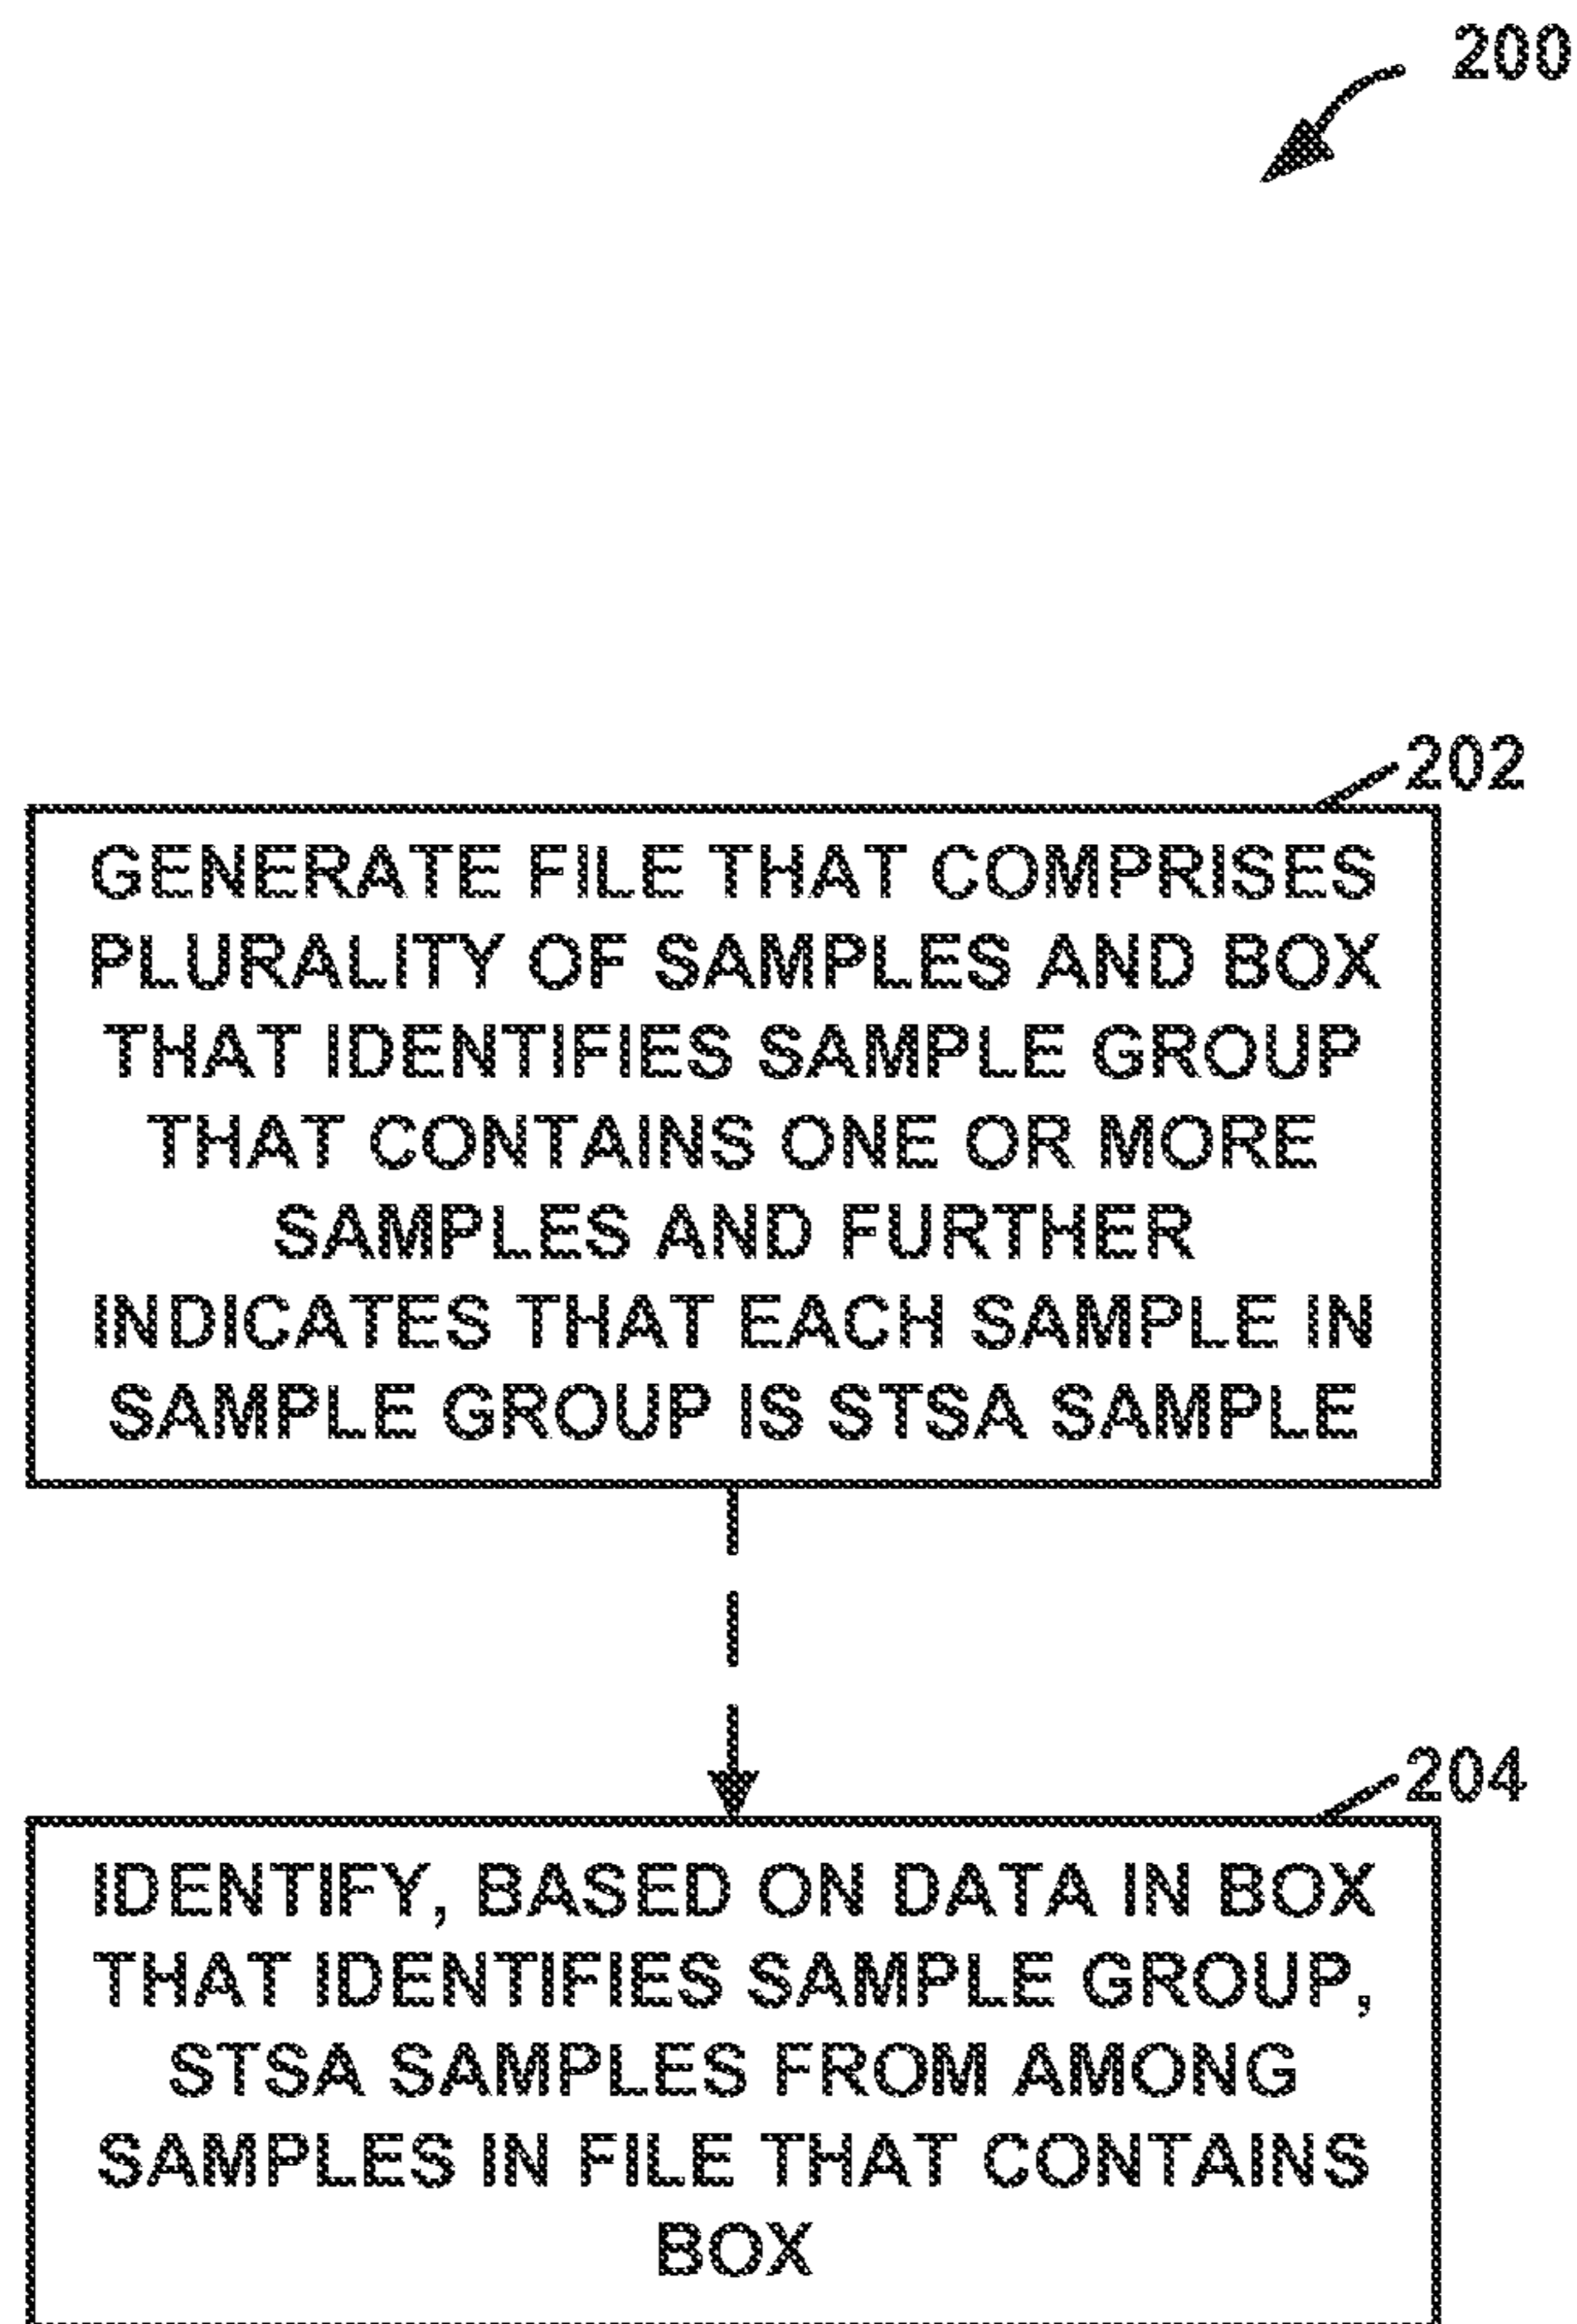 200
202
GENERATE FILE THAT COMPRISES
PLURALITY OF SAMPLES AND BOX
THAT IDENTIFIES SAMPLE GROUP
THAT CONTAINS ONE OR MORE
SAMPLES AND FURTHER
INDICATES THAT EACH SAMPLE IN
SAMPLE GROUP IS STSA SAMPLE
204
IDENTIFY, BASED ON DATA IN BOX
THAT IDENTIFIES SAMPLE GROUP,
STSA SAMPLES FROM AMONG
SAMPLES IN FILE THAT CONTAINS
BOX